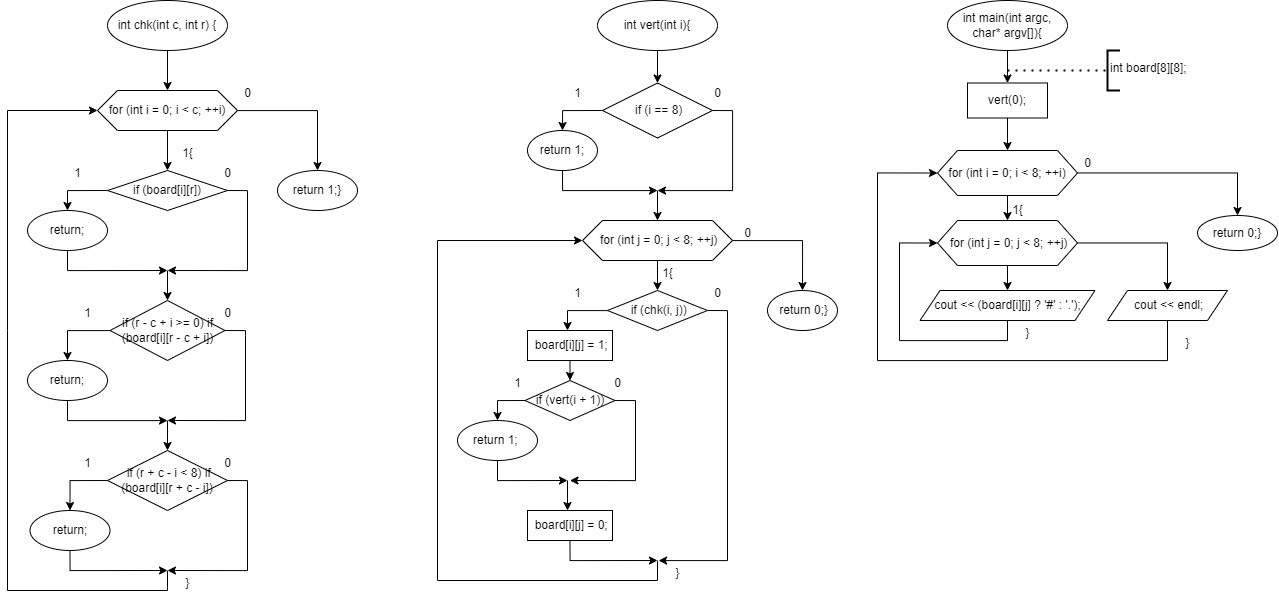 int chk(int c, int r) {
for (int i = 0; i < c; ++i)
0
1{
if (board[i][r])
1
0
return 1;}
return;
if (r - c + i >= 0) if
(board[i][r - c + i])
1
0
return;
if (r + c - i < 8) if
(board[i][r + c - i])
1
0
return;
}
int vert(int i){
if (i == 8)
1
0
return 1;
for (int j = 0; j < 8; ++j)
0
1{
return 0;}
if (chk(i, j))
1
0
board[i][j] = 1;
if (vert(i + 1))
1
0
return 1;
board[i][j] = 0;
}
int main(int argc,
char* argv[]){
int board[8][8];
vert(0);
for (int i = 0; i < 8; ++i)
0
1{
return 0;}
for (int j = 0; j < 8; ++j)
cout << (board[i][j] ? '#' : '.');
cout << endl;
}
}